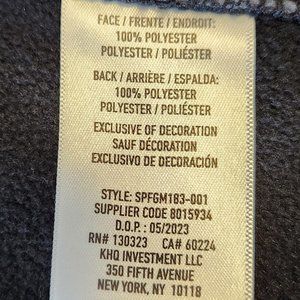 FACE / FRENTE / ENDROIT:
100% POLYESTER
POLYESTER / POLIÉSTER
BACK / ARRIÈRE / ESPALDA:
100% POLYESTER
POLYESTER / POLIÉSTER
EXCLUSIVE OF DECORATION
SAUF DÉCORATION
EXCLUSIVO DE DECORACIÓN
STYLE: SPFGM183-001
SUPPLIER CODE 8015934
D.O.P. : 05/2023
RN# 130323 CA# 60224
KHQ INVESTMENT LLC
350 FIFTH AVENUE
NEW YORK, NY 10118